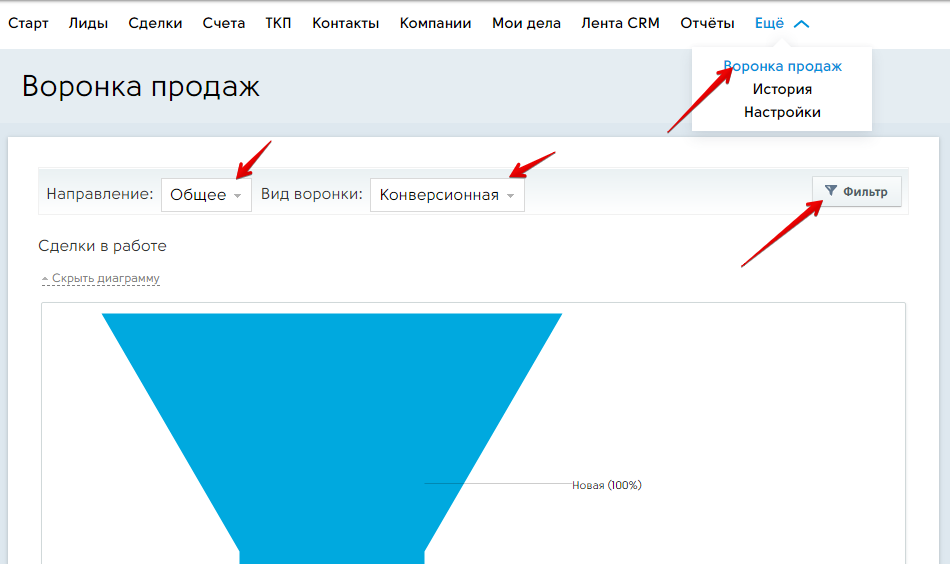 Старт Лиды Сделки Счета ТКП Контакты Компании Мои дела Лента CRM Отчёты Ещё
Воронка продаж
История
Настройки
Воронка продаж
Направление: Общее Вид воронки: Конверсионная Фильтр
Сделки в работе
Скрыть диаграмму
Новая (100%)